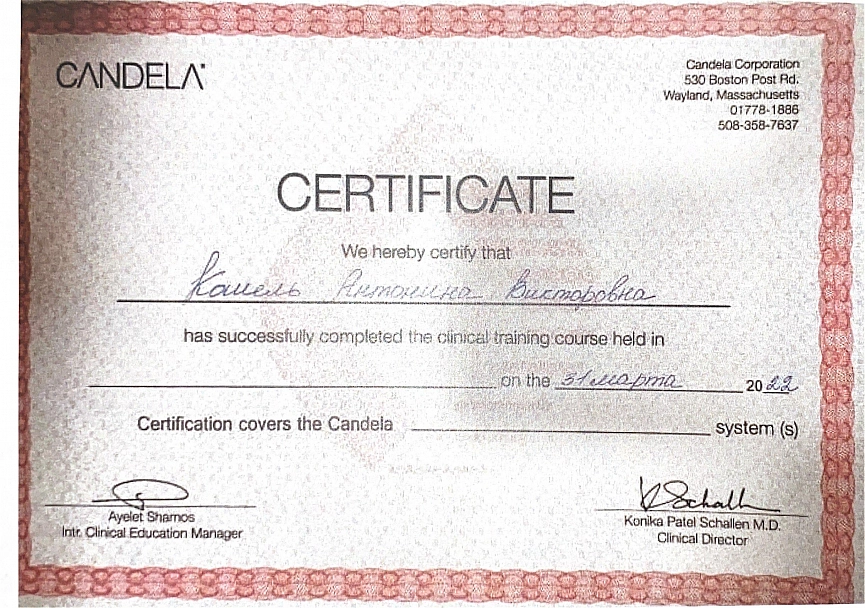 CANDELA
Candela Corporation
530 Boston Post Rd.
Wayland, Massachusetts
01778-1886
508-358-7637
CERTIFICATE
We hereby certify that
Антонина Викторовна
has successfully completed the clinical training course held in
on the 31 марта 2022
Certification covers the Candela system (s)
Ayelet Shamos
Intr. Clinical Education Manager
Konika Patel Schallen M.D.
Clinical Director